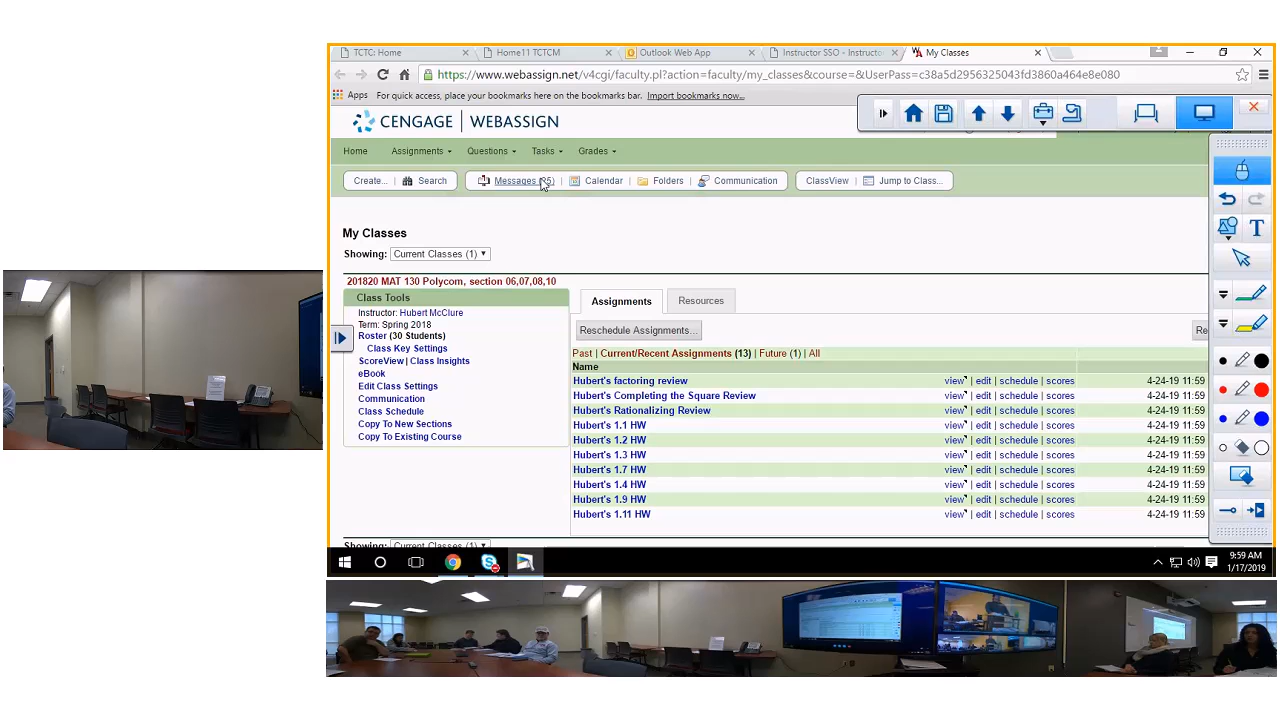 TCTC: Home
Home11 TCTCM
Outlook Web App
Instructor SSO - Instructo
My Classes
https://www.webassign.net/v4cgi/faculty.pl?action=faculty/my_classes&course=&UserPass=c38a5d2956325043fd3860a464e8e080
Apps For quick access, place your bookmarks here on the bookmarks bar. Import bookmarks now...
CENGAGE | WEBASSIGN
Home Assignments Questions Tasks Grades
Create... Search Messages Calendar Folders Communication ClassView Jump to Class...
My Classes
Showing: Current Classes (1)
201820 MAT 130 Polycom, section 06,07,08,10
Class Tools
Instructor: Hubert McClure
Term: Spring 2018
Roster (30 Students)
Class Key Settings
ScoreView | Class Insights
eBook
Edit Class Settings
Communication
Class Schedule
Copy To New Sections
Copy To Existing Course
Assignments Resources
Reschedule Assignments... Re
Past | Current/Recent Assignments (13) | Future (1) | All
Name
Hubert's factoring review view | edit | schedule | scores 4-24-19 11:59
Hubert's Completing the Square Review view | edit | schedule | scores 4-24-19 11:59
Hubert's Rationalizing Review view | edit | schedule | scores 4-24-19 11:59
Hubert's 1.1 HW view | edit | schedule | scores 4-24-19 11:59
Hubert's 1.2 HW view | edit | schedule | scores 4-24-19 11:59
Hubert's 1.3 HW view | edit | schedule | scores 4-24-19 11:59
Hubert's 1.7 HW view | edit | schedule | scores 4-24-19 11:59
Hubert's 1.4 HW view | edit | schedule | scores 4-24-19 11:59
Hubert's 1.9 HW view | edit | schedule | scores 4-24-19 11:59
Hubert's 1.11 HW view | edit | schedule | scores 4-24-19 11:59
Showing: Current Classes (1)
T
9:59 AM
1/17/2019